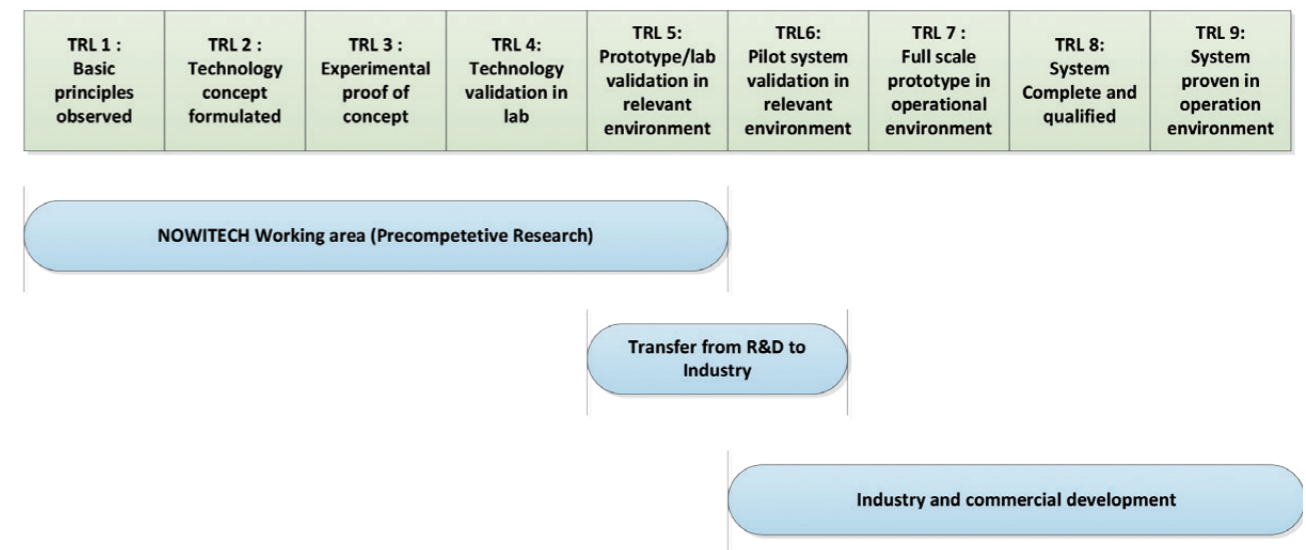 TRL 1 :
Basic
principles
observed
TRL 2 :
Technology
concept
formulated
TRL 3 :
Experimental
proof of
concept
TRL 4:
Technology
validation in
lab
TRL 5:
Prototype/lab
validation in
relevant
environment
TRL6:
Pilot system
validation in
relevant
environment
TRL 7 :
Full scale
prototype in
operational
environment
TRL 8:
System
Complete and
qualified
TRL 9:
System
proven in
operation
environment
NOWITECH Working area (Precompetetive Research)
Transfer from R&D to
Industry
Industry and commercial development